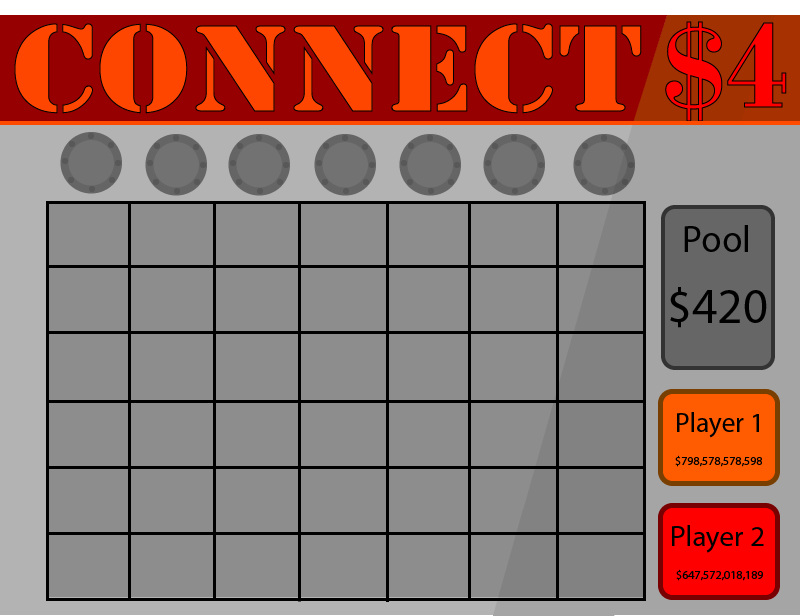 CONNECT $4
Pool
$420
Player 1
$798,578,578,598
Player 2
$647,572,018,189